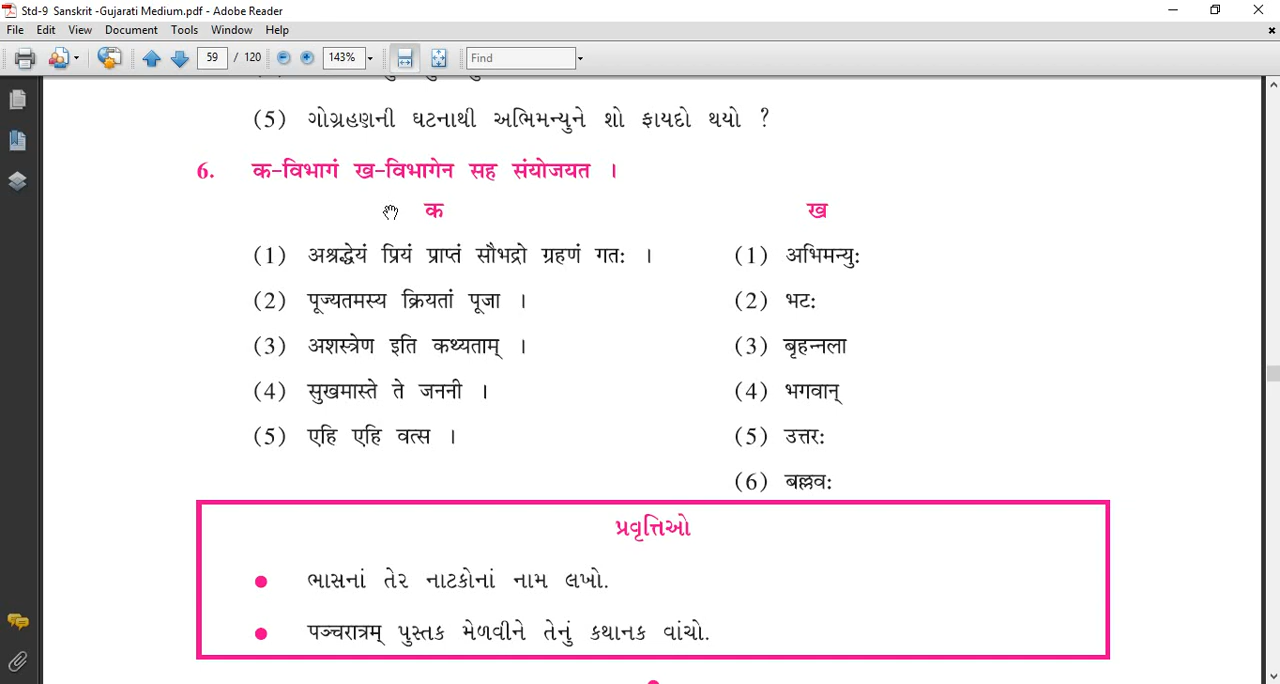 Std-9 Sanskrit -Gujarati Medium.pdf - Adobe Reader
File Edit View Document Tools Window Help
59 / 120 143% Find
(5) ગોગ્રહણની ઘટનાથી અભિમન્યુને શો ફાયદો થયો ?
6. क-विभागं ख-विभागेन सह संयोजयत ।
क ख
(1) अश्रद्धेयं प्रियं प्राप्तं सौभद्रो ग्रहणं गतः । (1) अभिमन्युः
(2) पूज्यतमस्य क्रियतां पूजा । (2) भटः
(3) अशस्त्रेण इति कथ्यताम् । (3) बृहन्नला
(4) सुखमास्ते ते जननी । (4) भगवान्
(5) एहि एहि वत्स । (5) उत्तरः
(6) बल्लवः
પ્રવૃત્તિઓ
• ભાસનાં તેર નાટકોનાં નામ લખો.
• पञ्चरात्रम् પુસ્તક મેળવીને તેનું કથાનક વાંચો.